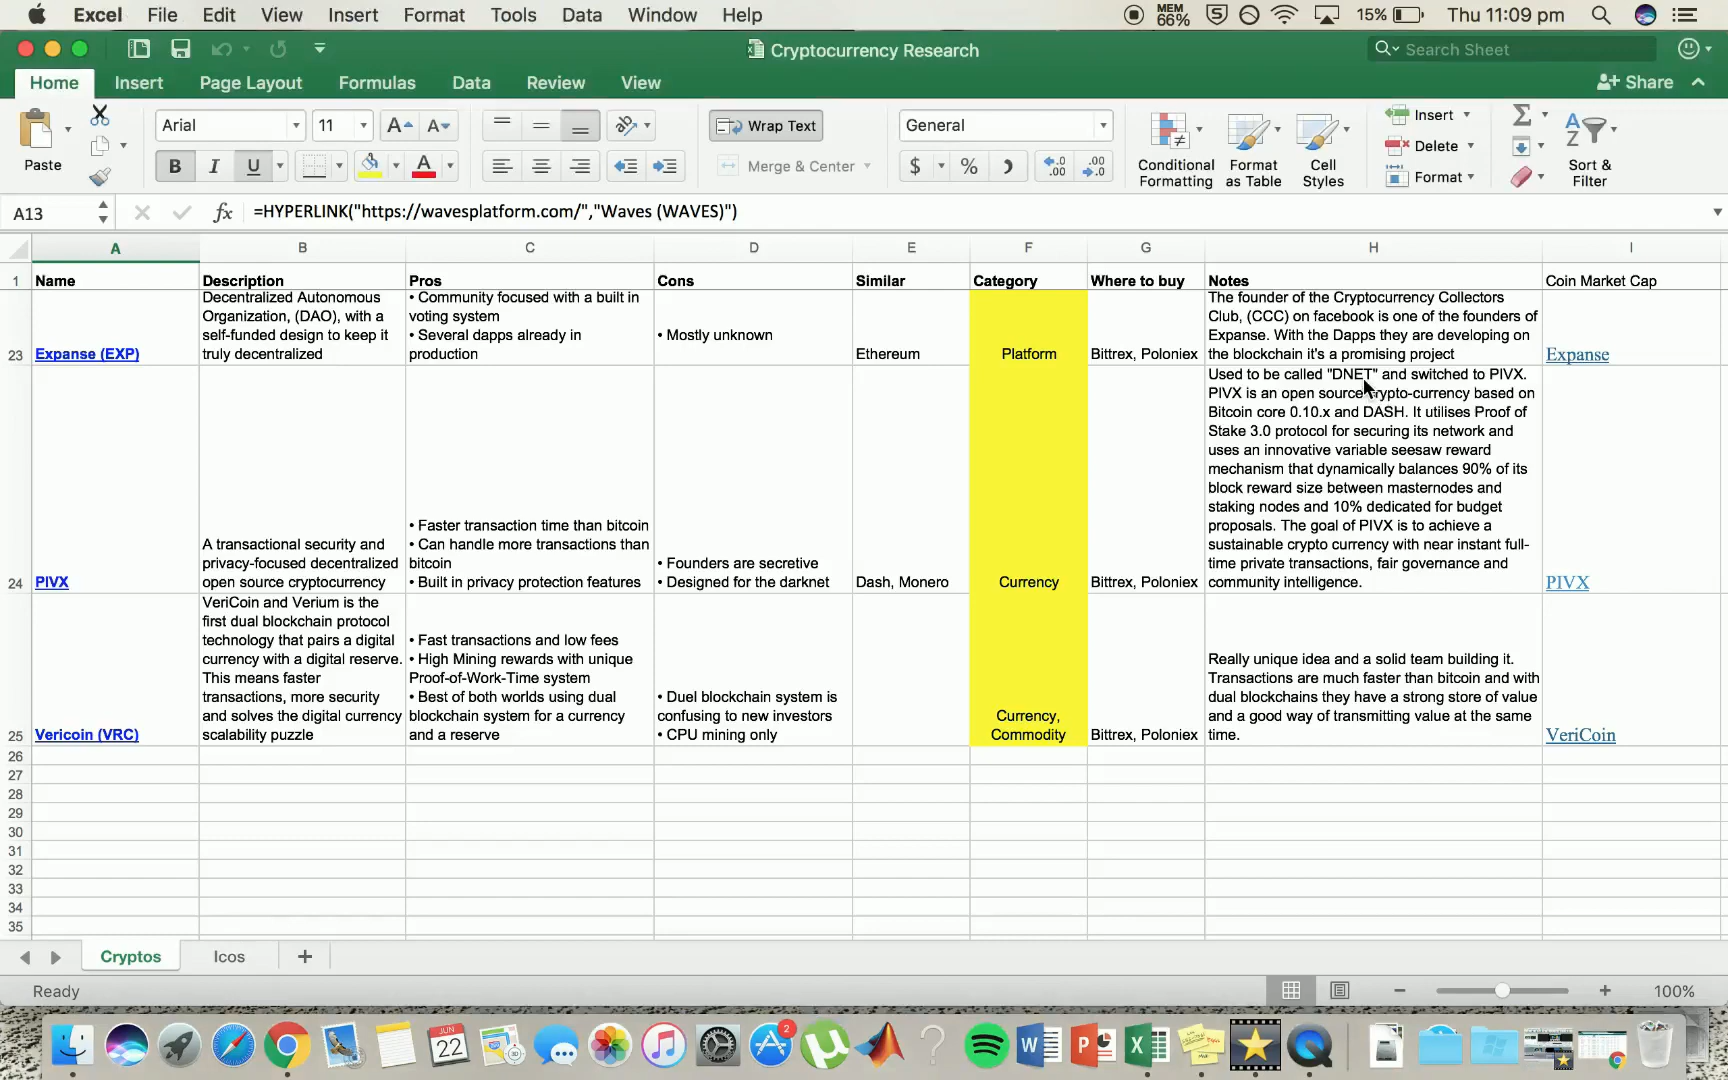 Excel File Edit View Insert Format Tools Data Window Help MEM 66% 15% Thu 11:09 pm
Cryptocurrency Research Search Sheet
Home Insert Page Layout Formulas Data Review View Share
Paste Arial 11 Wrap Text General Insert
B I U Merge & Center $ % Conditional Formatting Format as Table Cell Styles Delete Format Sort & Filter
A13 fx =HYPERLINK("https://wavesplatform.com/","Waves (WAVES)")
A B C D E F G H I
1 Name Description Pros Cons Similar Category Where to buy Notes Coin Market Cap
23 Expanse (EXP)
Decentralized Autonomous
Organization, (DAO), with a
self-funded design to keep it
truly decentralized
• Community focused with a built in
voting system
• Several dapps already in
production
• Mostly unknown
Ethereum
Platform
Bittrex, Poloniex
The founder of the Cryptocurrency Collectors
Club, (CCC) on facebook is one of the founders of
Expanse. With the Dapps they are developing on
the blockchain it's a promising project
Expanse
24 PIVX
A transactional security and
privacy-focused decentralized
open source cryptocurrency
• Faster transaction time than bitcoin
• Can handle more transactions than
bitcoin
• Built in privacy protection features
• Founders are secretive
• Designed for the darknet
Dash, Monero
Currency
Bittrex, Poloniex
Used to be called "DNET" and switched to PIVX.
PIVX is an open source crypto-currency based on
Bitcoin core 0.10.x and DASH. It utilises Proof of
Stake 3.0 protocol for securing its network and
uses an innovative variable seesaw reward
mechanism that dynamically balances 90% of its
block reward size between masternodes and
staking nodes and 10% dedicated for budget
proposals. The goal of PIVX is to achieve a
sustainable crypto currency with near instant full-
time private transactions, fair governance and
community intelligence.
PIVX
25 Vericoin (VRC)
VeriCoin and Verium is the
first dual blockchain protocol
technology that pairs a digital
currency with a digital reserve.
This means faster
transactions, more security
and solves the digital currency
scalability puzzle
• Fast transactions and low fees
• High Mining rewards with unique
Proof-of-Work-Time system
• Best of both worlds using dual
blockchain system for a currency
and a reserve
• Duel blockchain system is
confusing to new investors
• CPU mining only
Currency,
Commodity
Bittrex, Poloniex
Really unique idea and a solid team building it.
Transactions are much faster than bitcoin and with
dual blockchains they have a strong store of value
and a good way of transmitting value at the same
time.
VeriCoin
26
27
28
29
30
31
32
33
34
35
Cryptos Icos
Ready 100%
JUN 22 2